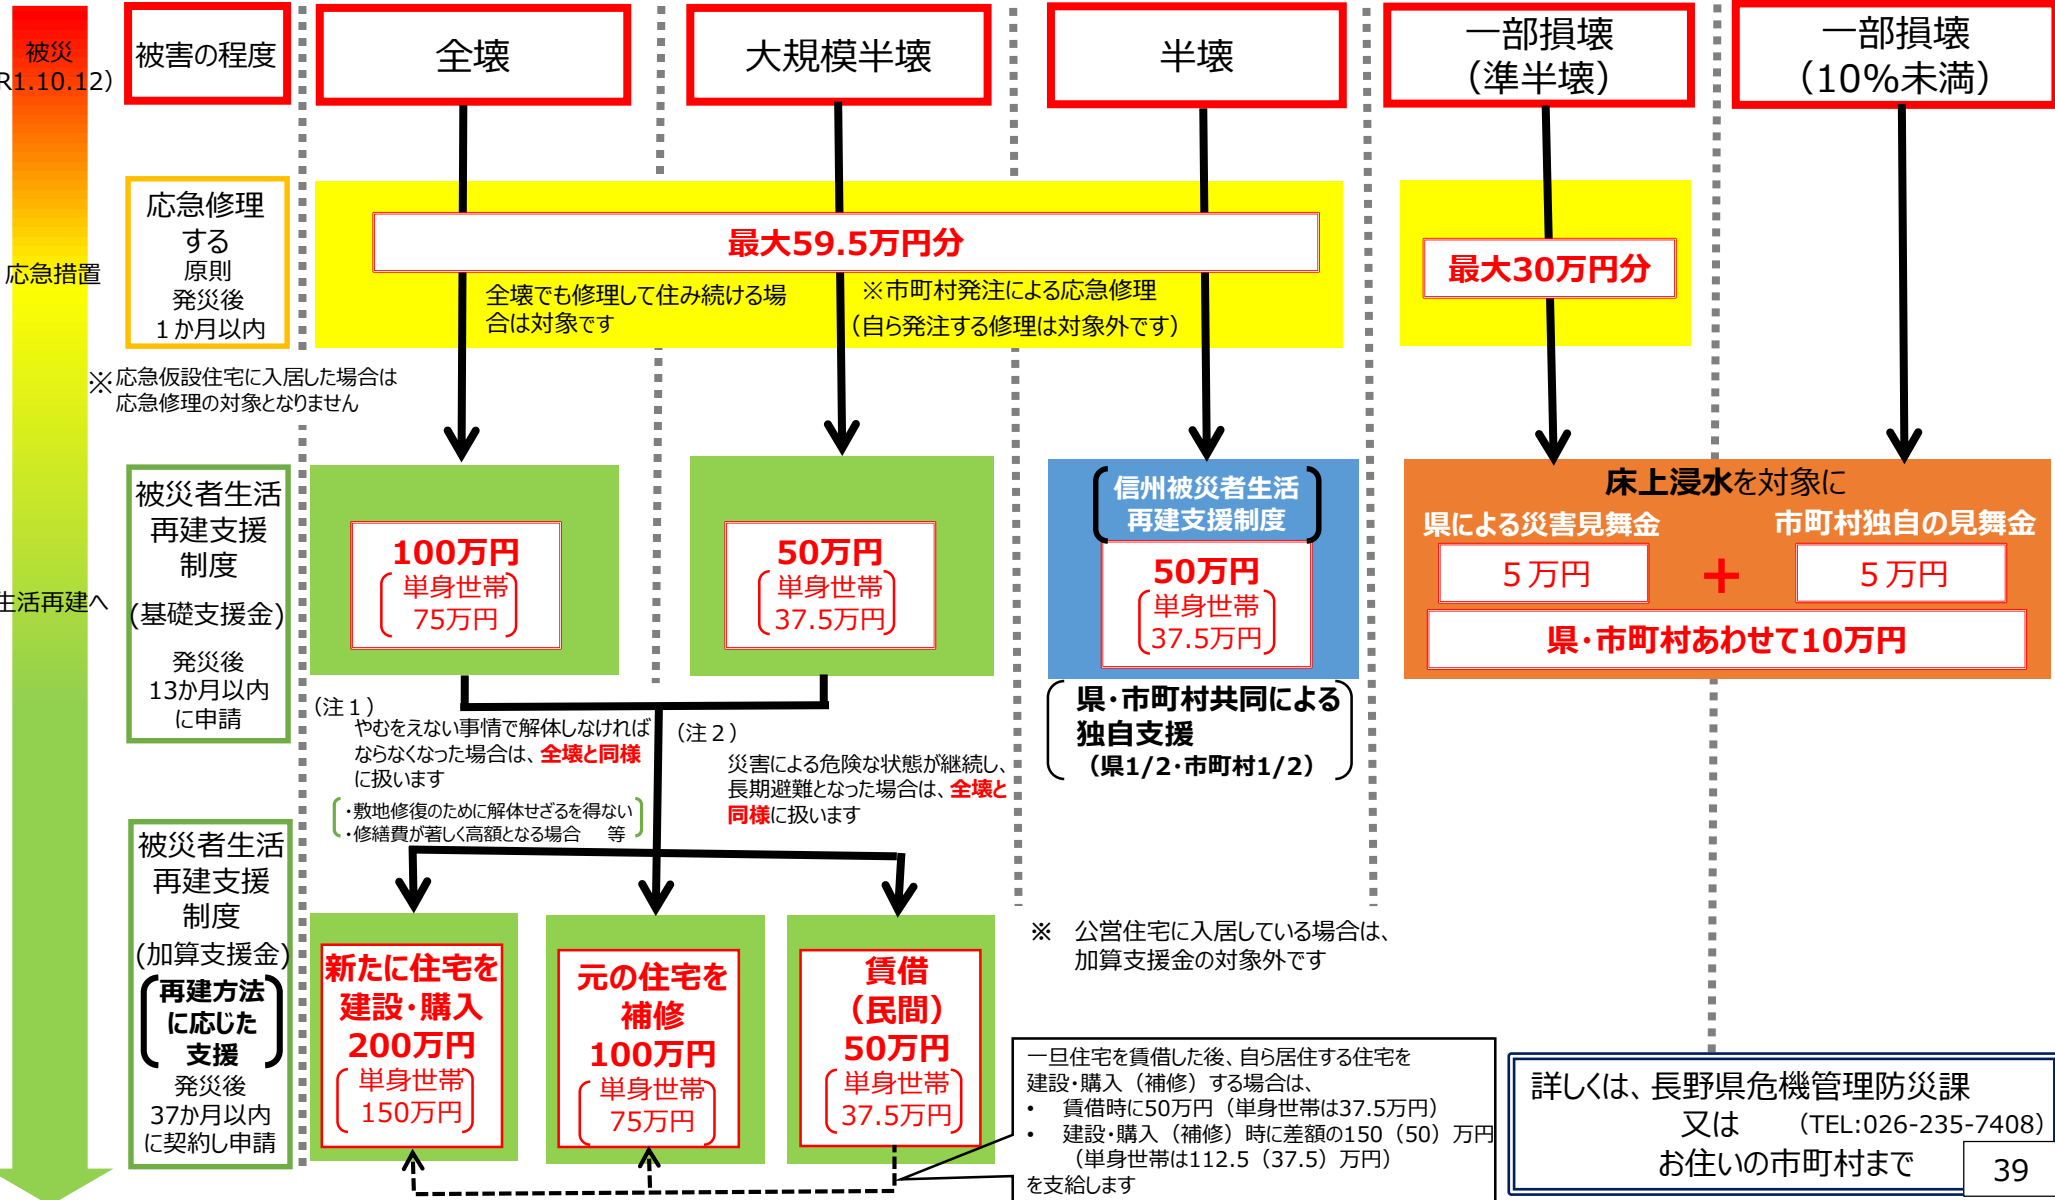 被災
R1.10.12）
被害の程度
全壊
大規模半壊
半壊
一部損壊
（準半壊）
一部損壊
（10%未満）
応急措置
応急修理
する
原則
発災後
１か月以内
最大59.5万円分
全壊でも修理して住み続ける場
合は対象です
※市町村発注による応急修理
（自ら発注する修理は対象外です）
最大30万円分
※応急仮設住宅に入居した場合は
応急修理の対象となりません
生活再建へ
被災者生活
再建支援
制度
(基礎支援金)
発災後
13か月以内
に申請
100万円
単身世帯
75万円
50万円
単身世帯
37.5万円
信州被災者生活
再建支援制度
50万円
単身世帯
37.5万円
県・市町村共同による
独自支援
（県1/2・市町村1/2）
床上浸水を対象に
県による災害見舞金
市町村独自の見舞金
５万円
＋
５万円
県・市町村あわせて10万円
（注１）
やむをえない事情で解体しなければ
ならなくなった場合は、全壊と同様
に扱います
・敷地修復のために解体せざるを得ない
・修繕費が著しく高額となる場合　等
（注２）
災害による危険な状態が継続し、
長期避難となった場合は、全壊と
同様に扱います
被災者生活
再建支援
制度
(加算支援金)
再建方法
に応じた
支援
発災後
37か月以内
に契約し申請
新たに住宅を
建設・購入
200万円
単身世帯
150万円
元の住宅を
補修
100万円
単身世帯
75万円
賃借
（民間）
50万円
単身世帯
37.5万円
※　公営住宅に入居している場合は、
加算支援金の対象外です
一旦住宅を賃借した後、自ら居住する住宅を
建設・購入（補修）する場合は、
•　賃借時に50万円（単身世帯は37.5万円）
•　建設・購入（補修）時に差額の150（50）万円
（単身世帯は112.5（37.5）万円）
を支給します
詳しくは、長野県危機管理防災課
又は　（TEL:026-235-7408）
お住いの市町村まで
39